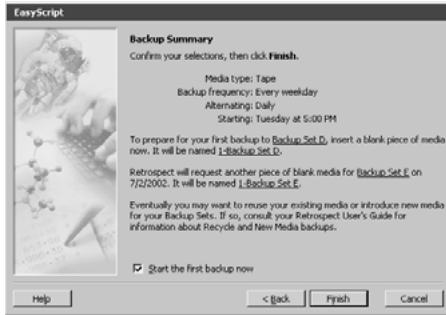 EasyScript
Backup Summary
Confirm your selections, then click Finish.
Media type: Tape
Backup frequency: Every weekday
Alternating: Daily
Starting: Tuesday at 5:00 PM
To prepare for your first backup to Backup Set D, insert a blank piece of media
now. It will be named 1-Backup Set D.
Retrospect will request another piece of blank media for Backup Set E on
7/2/2002. It will be named 1-Backup Set E.
Eventually you may want to reuse your existing media or introduce new media
for your Backup Sets. If so, consult your Retrospect User's Guide for
information about Recycle and New Media backups.
Start the first backup now
Help
< Back
Finish
Cancel